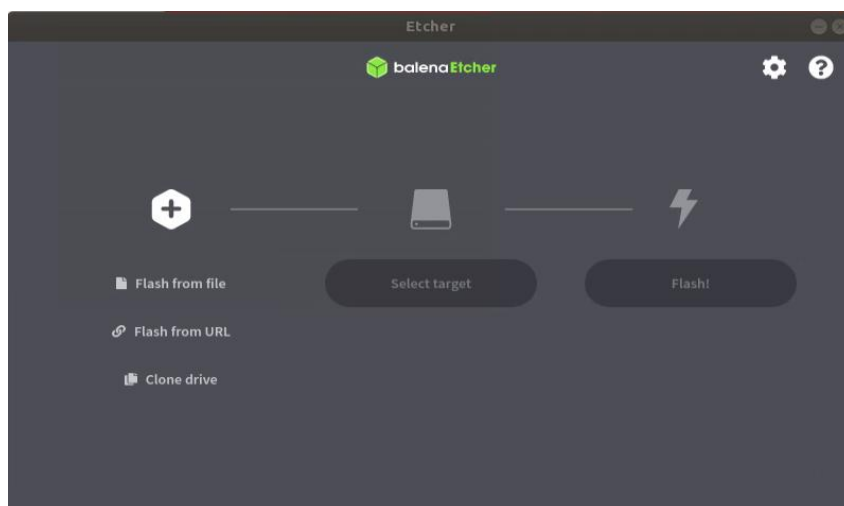 Etcher
balenaEtcher
Flash from file
Select target
Flash!
Flash from URL
Clone drive